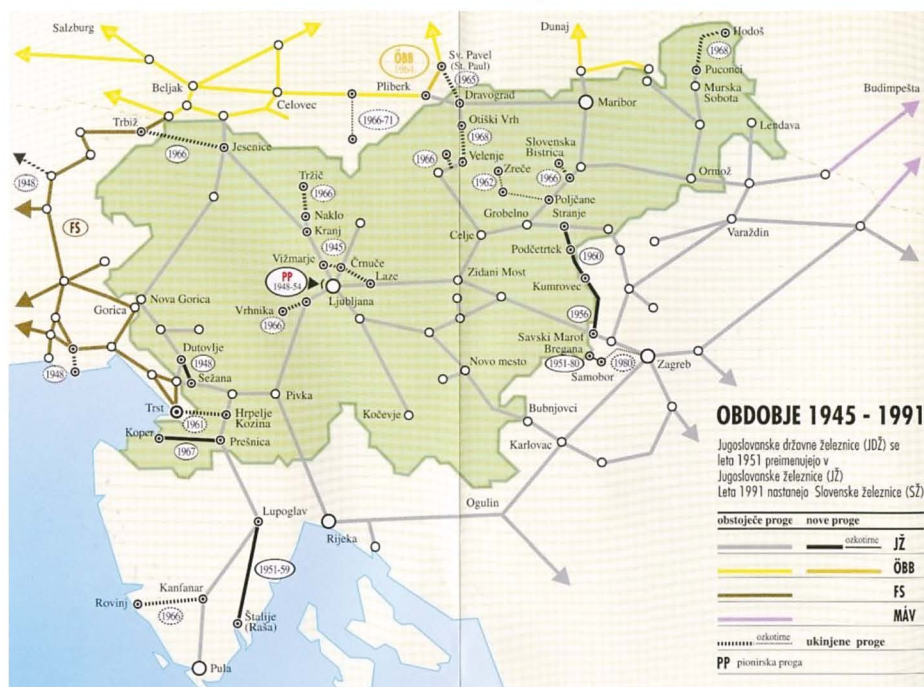 Salzburg
Dunaj
Hodoš
ÖBB
1964
Sv. Pavel
(St. Paul)
1968
1965
Puconci
Beljak
Pliberk
Celovec
Dravograd
Maribor
Murska
Sobota
Budimpešta
Trbiž
1966-71
Otiški Vrh
1968
Lendava
1966
Jesenice
Slovenska
Bistrica
1966
Velenje
Zreče
1948
Tržič
1966
1962
1966
Ormož
Poljčane
FS
Naklo
Kranj
Grobelno
Stranje
Varaždin
1945
Celje
Vižmarje
Črnuče
Podčetrtek
1960
PP
1948-54
Laze
Zidani Most
Kumrovec
Nova Gorica
Ljubljana
Gorica
Vrhnika
1966
1956
Savski Marof
Dutovlje
Bregana
1948
1951-80
1980
Zagreb
1948
Sežana
Novo mesto
Samobor
Pivka
Trst
Hrpelje
Kozina
Kočevje
Bubnjovci
1961
Koper
Prešnica
Karlovac
1967
OBDOBJE 1945 - 1991
Jugoslovanske državne železnice (JDŽ) se
leta 1951 preimenujejo v
Jugoslovanske železnice (JŽ)
Leta 1991 nastanejo Slovenske železnice (SŽ)
Lupoglav
Ogulin
Rijeka
obstoječe proge nove proge
ozkotirne JŽ
ÖBB
1951-59
Kanfanar
FS
Rovinj
1966
Štalije
(Raša)
MÁV
ozkotirne ukinjene proge
Pula
PP pionirska proga